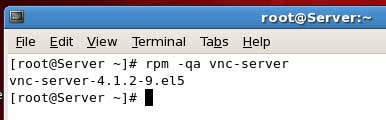 root@Server:~
File Edit View Terminal Tabs Help
[root@Server ~]# rpm -qa vnc-server
vnc-server-4.1.2-9.el5
[root@Server ~]#